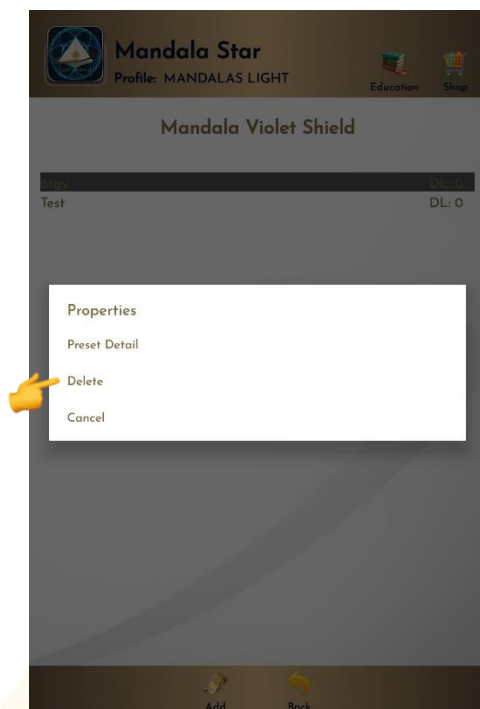 Mandala Star
Profile: MANDALAS LIGHT
Education Shop
Mandala Violet Shield
DL: 0
Test DL: 0
Properties
Preset Detail
Delete
Cancel
Add Back